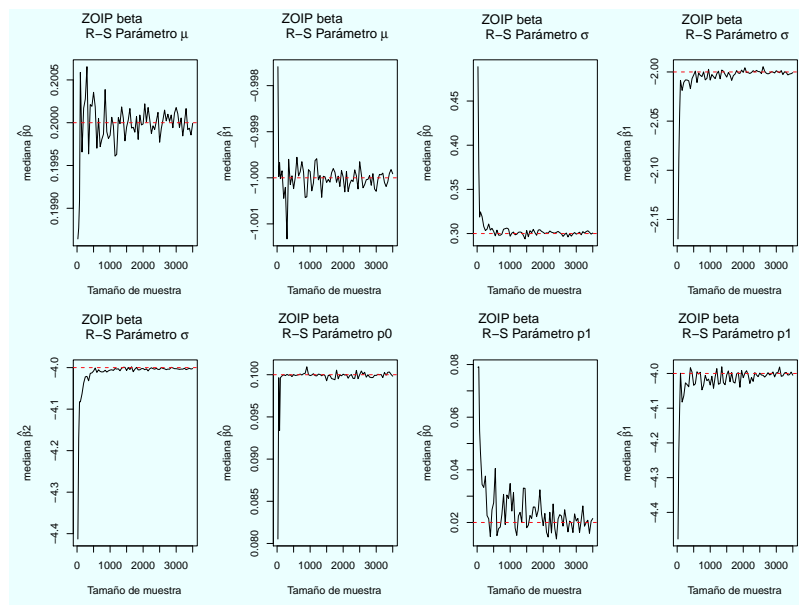 ZOIP beta
R−S Parámetro μ
mediana β̂0
0.1990 0.1995 0.2000 0.2005
0 1000 2000 3000
Tamaño de muestra
ZOIP beta
R−S Parámetro μ
mediana β̂1
−1.001 −1.000 −0.999 −0.998
0 1000 2000 3000
Tamaño de muestra
ZOIP beta
R−S Parámetro σ
mediana β̂0
0.30 0.35 0.40 0.45
0 1000 2000 3000
Tamaño de muestra
ZOIP beta
R−S Parámetro σ
mediana β̂1
−2.15 −2.10 −2.05 −2.00
0 1000 2000 3000
Tamaño de muestra
ZOIP beta
R−S Parámetro σ
mediana β̂2
−4.4 −4.3 −4.2 −4.1 −4.0
0 1000 2000 3000
Tamaño de muestra
ZOIP beta
R−S Parámetro p0
mediana β̂0
0.080 0.085 0.090 0.095 0.100
0 1000 2000 3000
Tamaño de muestra
ZOIP beta
R−S Parámetro p1
mediana β̂0
0.02 0.04 0.06 0.08
0 1000 2000 3000
Tamaño de muestra
ZOIP beta
R−S Parámetro p1
mediana β̂1
−4.4 −4.3 −4.2 −4.1 −4.0
0 1000 2000 3000
Tamaño de muestra